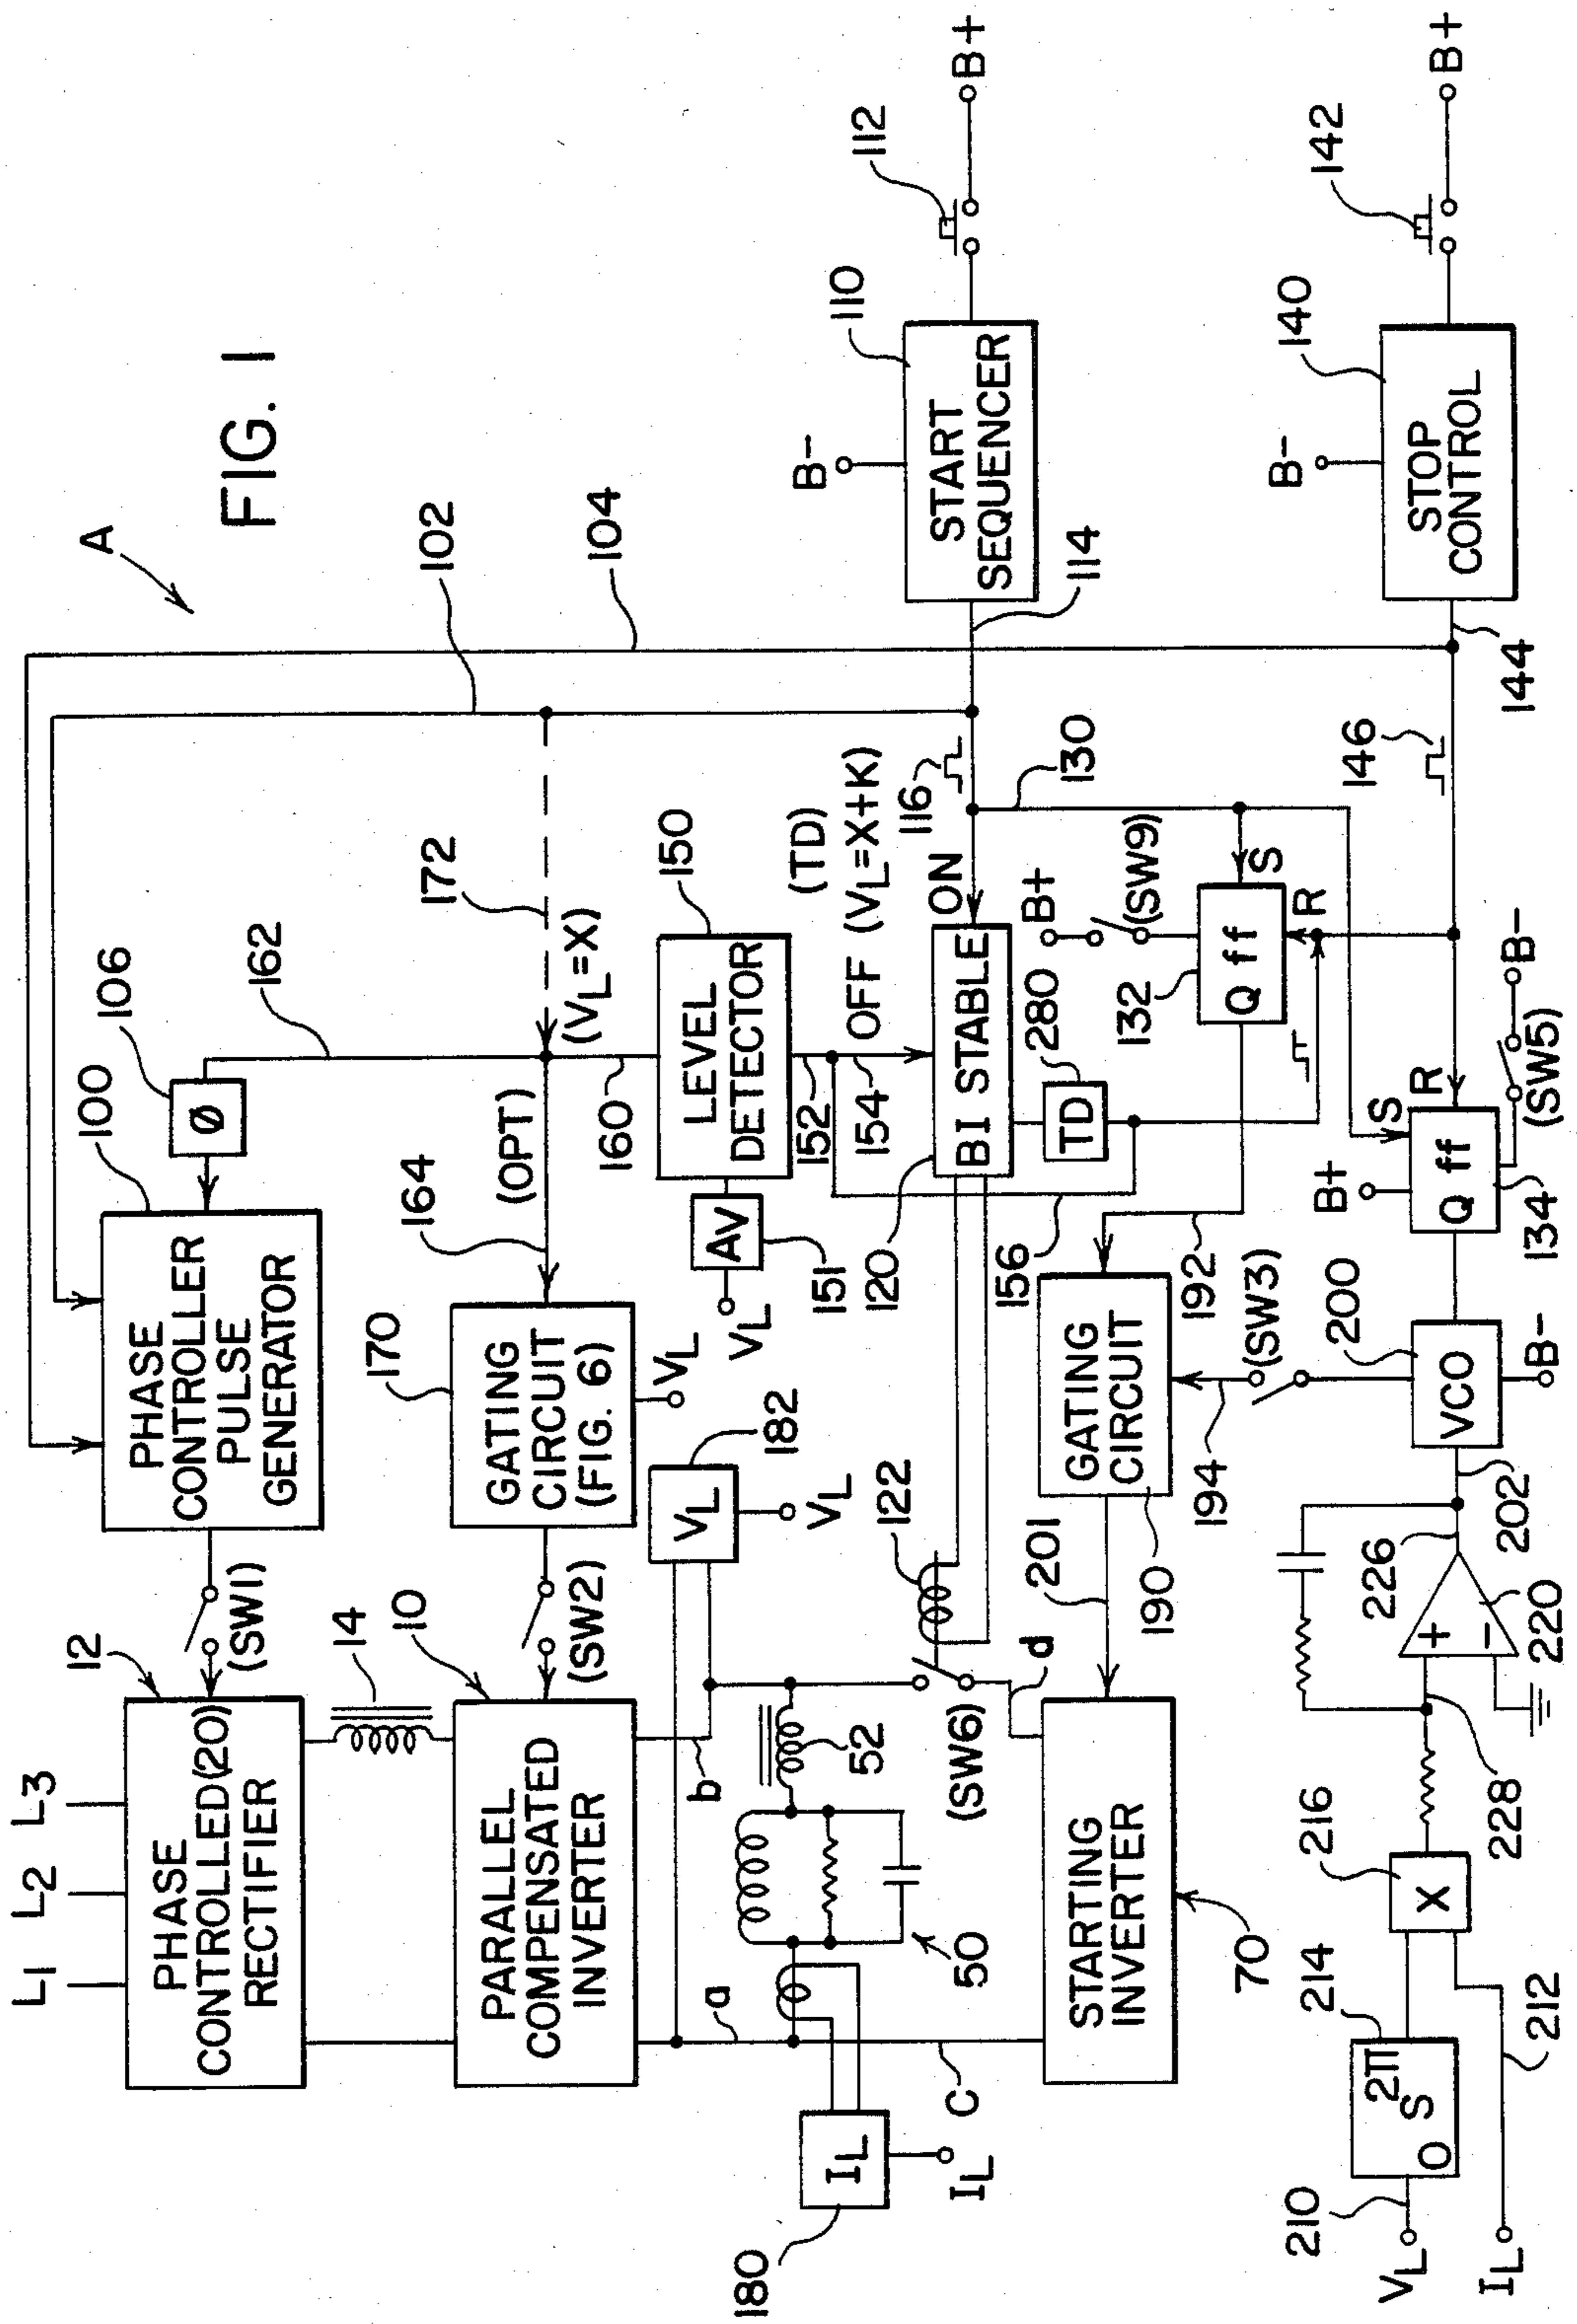 FIG. 1
A
L1
L2
L3
12
PHASE
CONTROLLED(20)
RECTIFIER
(SW1)
100
PHASE
CONTROLLER
PULSE
GENERATOR
106
Ø
162
102
104
14
10
PARALLEL
COMPENSATED
INVERTER
(SW2)
170
GATING
CIRCUIT
(FIG. 6)
VL
164
(OPT)
172
(VL=X)
160
150
LEVEL
DETECTOR
AV
151
VL
152
154
(TD)
OFF (VL=X+K)
VL
182
VL
a
b
52
50
IL
180
IL
C
d
(SW6)
122
120
BI STABLE
ON
116
156
TD
280
B-
110
START
SEQUENCER
112
B+
114
130
STARTING
INVERTER
70
201
GATING
CIRCUIT
190
192
194
(SW3)
B+
(SW9)
132
Q ff
S
R
B-
140
STOP
CONTROL
142
B+
144
146
VL
210
2π
S
O
214
IL
212
216
X
228
+
−
220
226
202
200
VCO
B-
B+
S
R
Q ff
134
(SW5)
B-